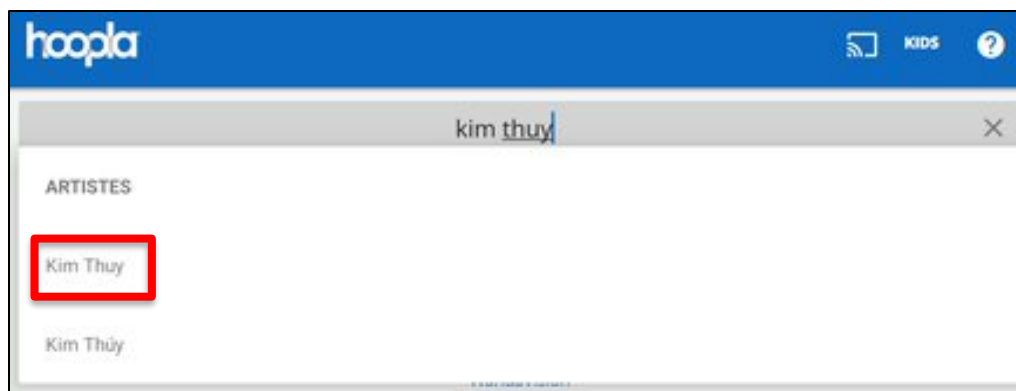 hoopla
KIDS
?
kim thuy
ARTISTES
Kim Thuy
Kim Thúy